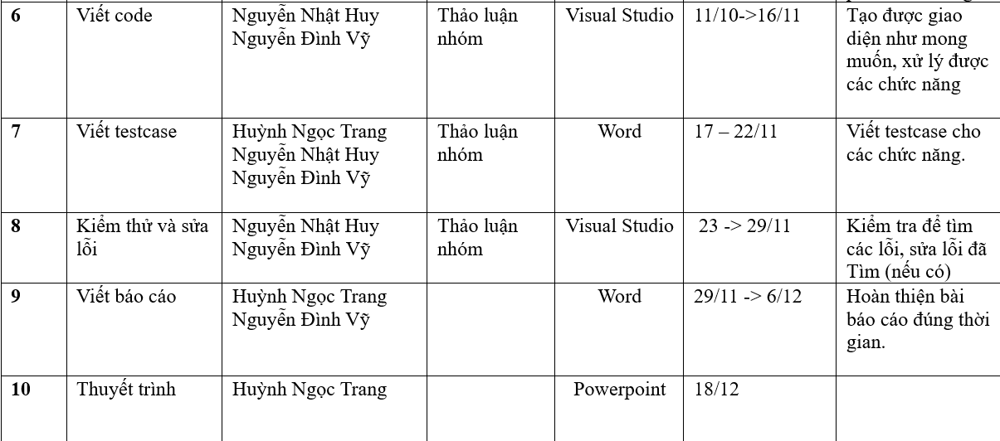 6
Viết code
Nguyễn Nhật Huy
Nguyễn Đình Vỹ
Thảo luận
nhóm
Visual Studio
11/10->16/11
Tạo được giao
diện như mong
muốn, xử lý được
các chức năng
7
Viết testcase
Huỳnh Ngọc Trang
Nguyễn Nhật Huy
Nguyễn Đình Vỹ
Thảo luận
nhóm
Word
17 – 22/11
Viết testcase cho
các chức năng.
8
Kiểm thử và sửa
lỗi
Nguyễn Nhật Huy
Nguyễn Đình Vỹ
Thảo luận
nhóm
Visual Studio
23 -> 29/11
Kiểm tra để tìm
các lỗi, sửa lỗi đã
Tìm (nếu có)
9
Viết báo cáo
Huỳnh Ngọc Trang
Nguyễn Đình Vỹ
Word
29/11 -> 6/12
Hoàn thiện bài
báo cáo đúng thời
gian.
10
Thuyết trình
Huỳnh Ngọc Trang
Powerpoint
18/12